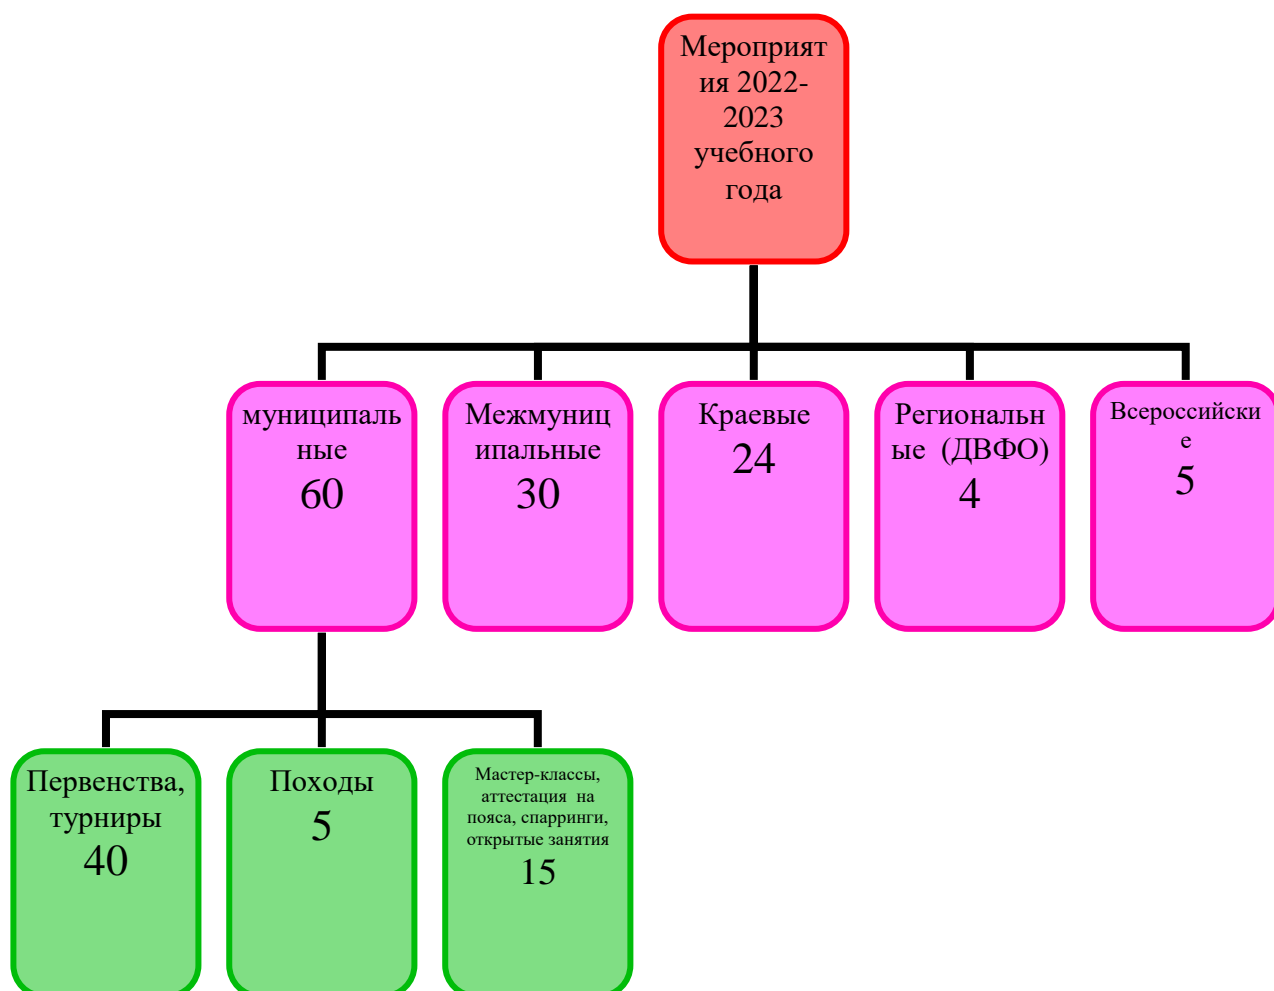 Мероприят
ия 2022-
2023
учебного
года
муниципаль
ные
60
Межмуниц
ипальные
30
Краевые
24
Региональн
ые (ДВФО)
4
Всероссийски
е
5
Первенства,
турниры
40
Походы
5
Мастер-классы,
аттестация на
пояса, спарринги,
открытые занятия
15